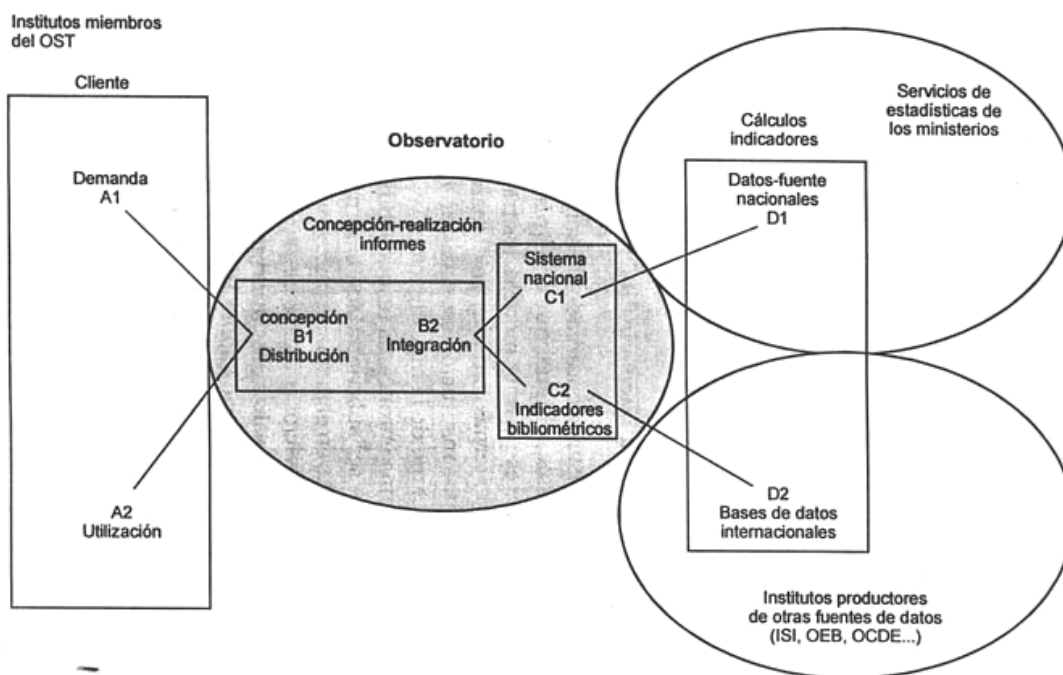 Institutos miembros
del OST
Cliente
Demanda
A1
A2
Utilización
Observatorio
Concepción-realización
informes
concepción
B1
Distribución
B2
Integración
Sistema
nacional
C1
C2
Indicadores
bibliométricos
Cálculos
indicadores
Servicios de
estadísticas de
los ministerios
Datos-fuente
nacionales
D1
D2
Bases de datos
internacionales
Institutos productores
de otras fuentes de datos
(ISI, OEB, OCDE...)